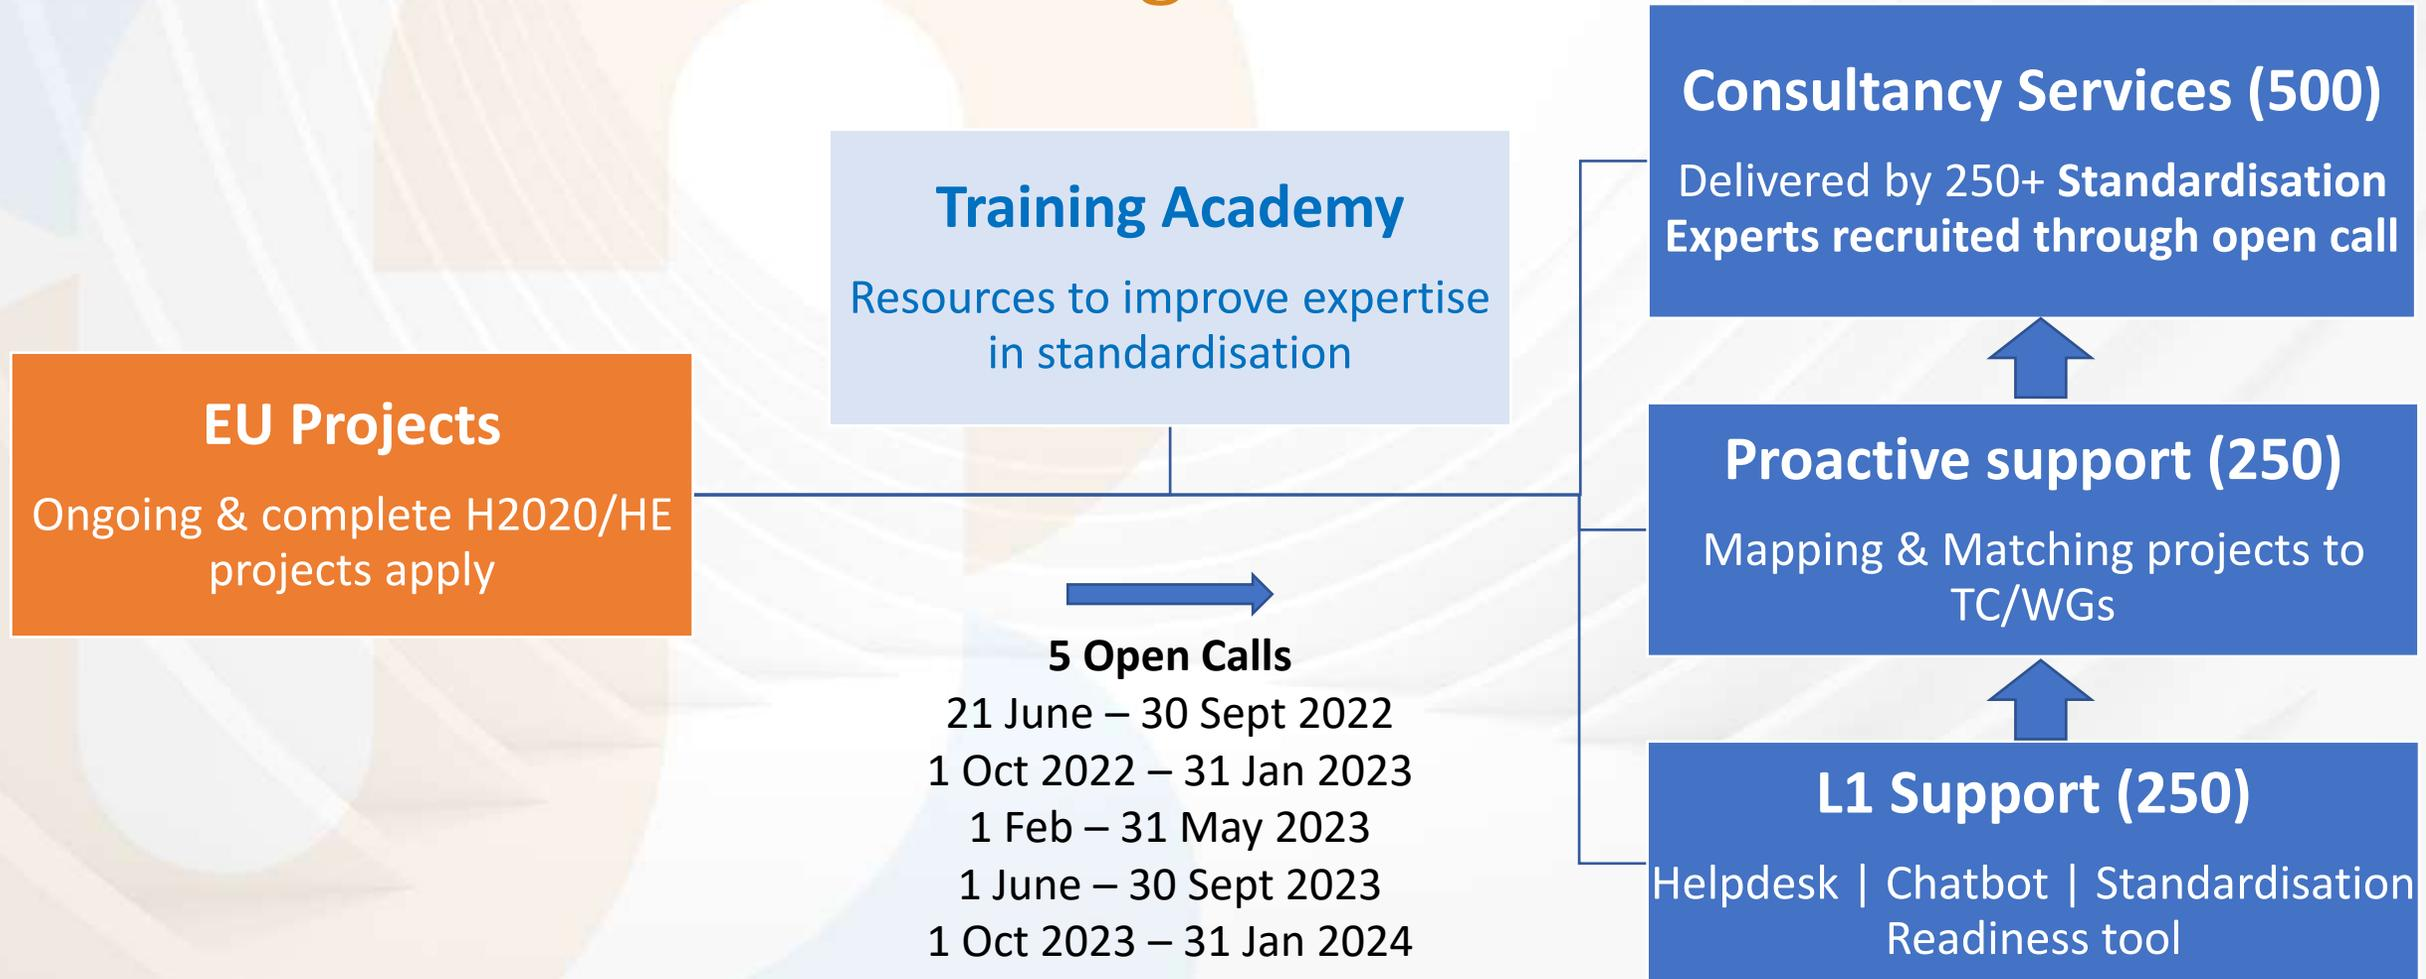 EU Projects
Ongoing & complete H2020/HE
projects apply
Training Academy
Resources to improve expertise
in standardisation
5 Open Calls
21 June – 30 Sept 2022
1 Oct 2022 – 31 Jan 2023
1 Feb – 31 May 2023
1 June – 30 Sept 2023
1 Oct 2023 – 31 Jan 2024
Consultancy Services (500)
Delivered by 250+ Standardisation
Experts recruited through open call
Proactive support (250)
Mapping & Matching projects to
TC/WGs
L1 Support (250)
Helpdesk | Chatbot | Standardisation
Readiness tool